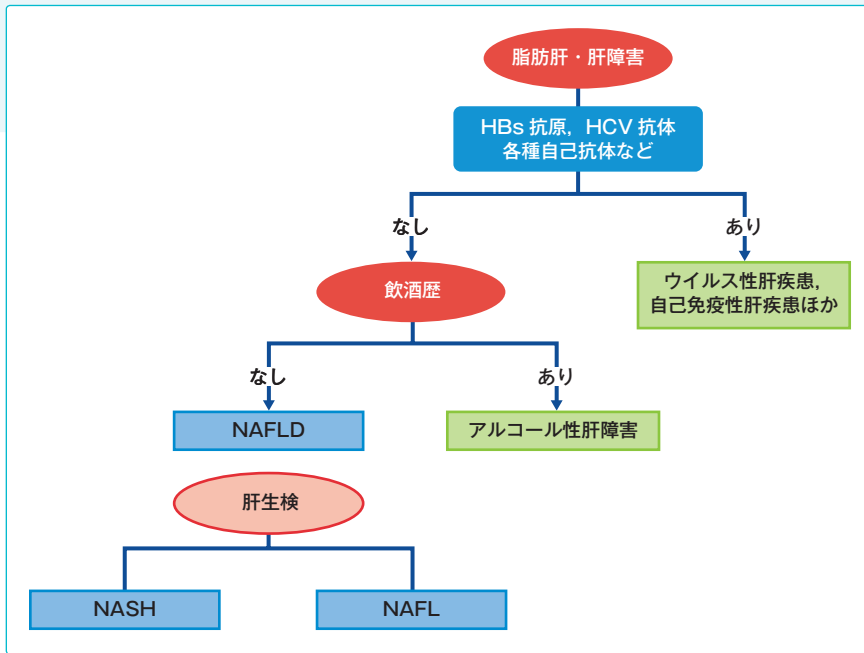 脂肪肝・肝障害
HBs 抗原，HCV 抗体
各種自己抗体など
なし
あり
飲酒歴
ウイルス性肝疾患，
自己免疫性肝疾患ほか
なし
あり
NAFLD
アルコール性肝障害
肝生検
NASH
NAFL